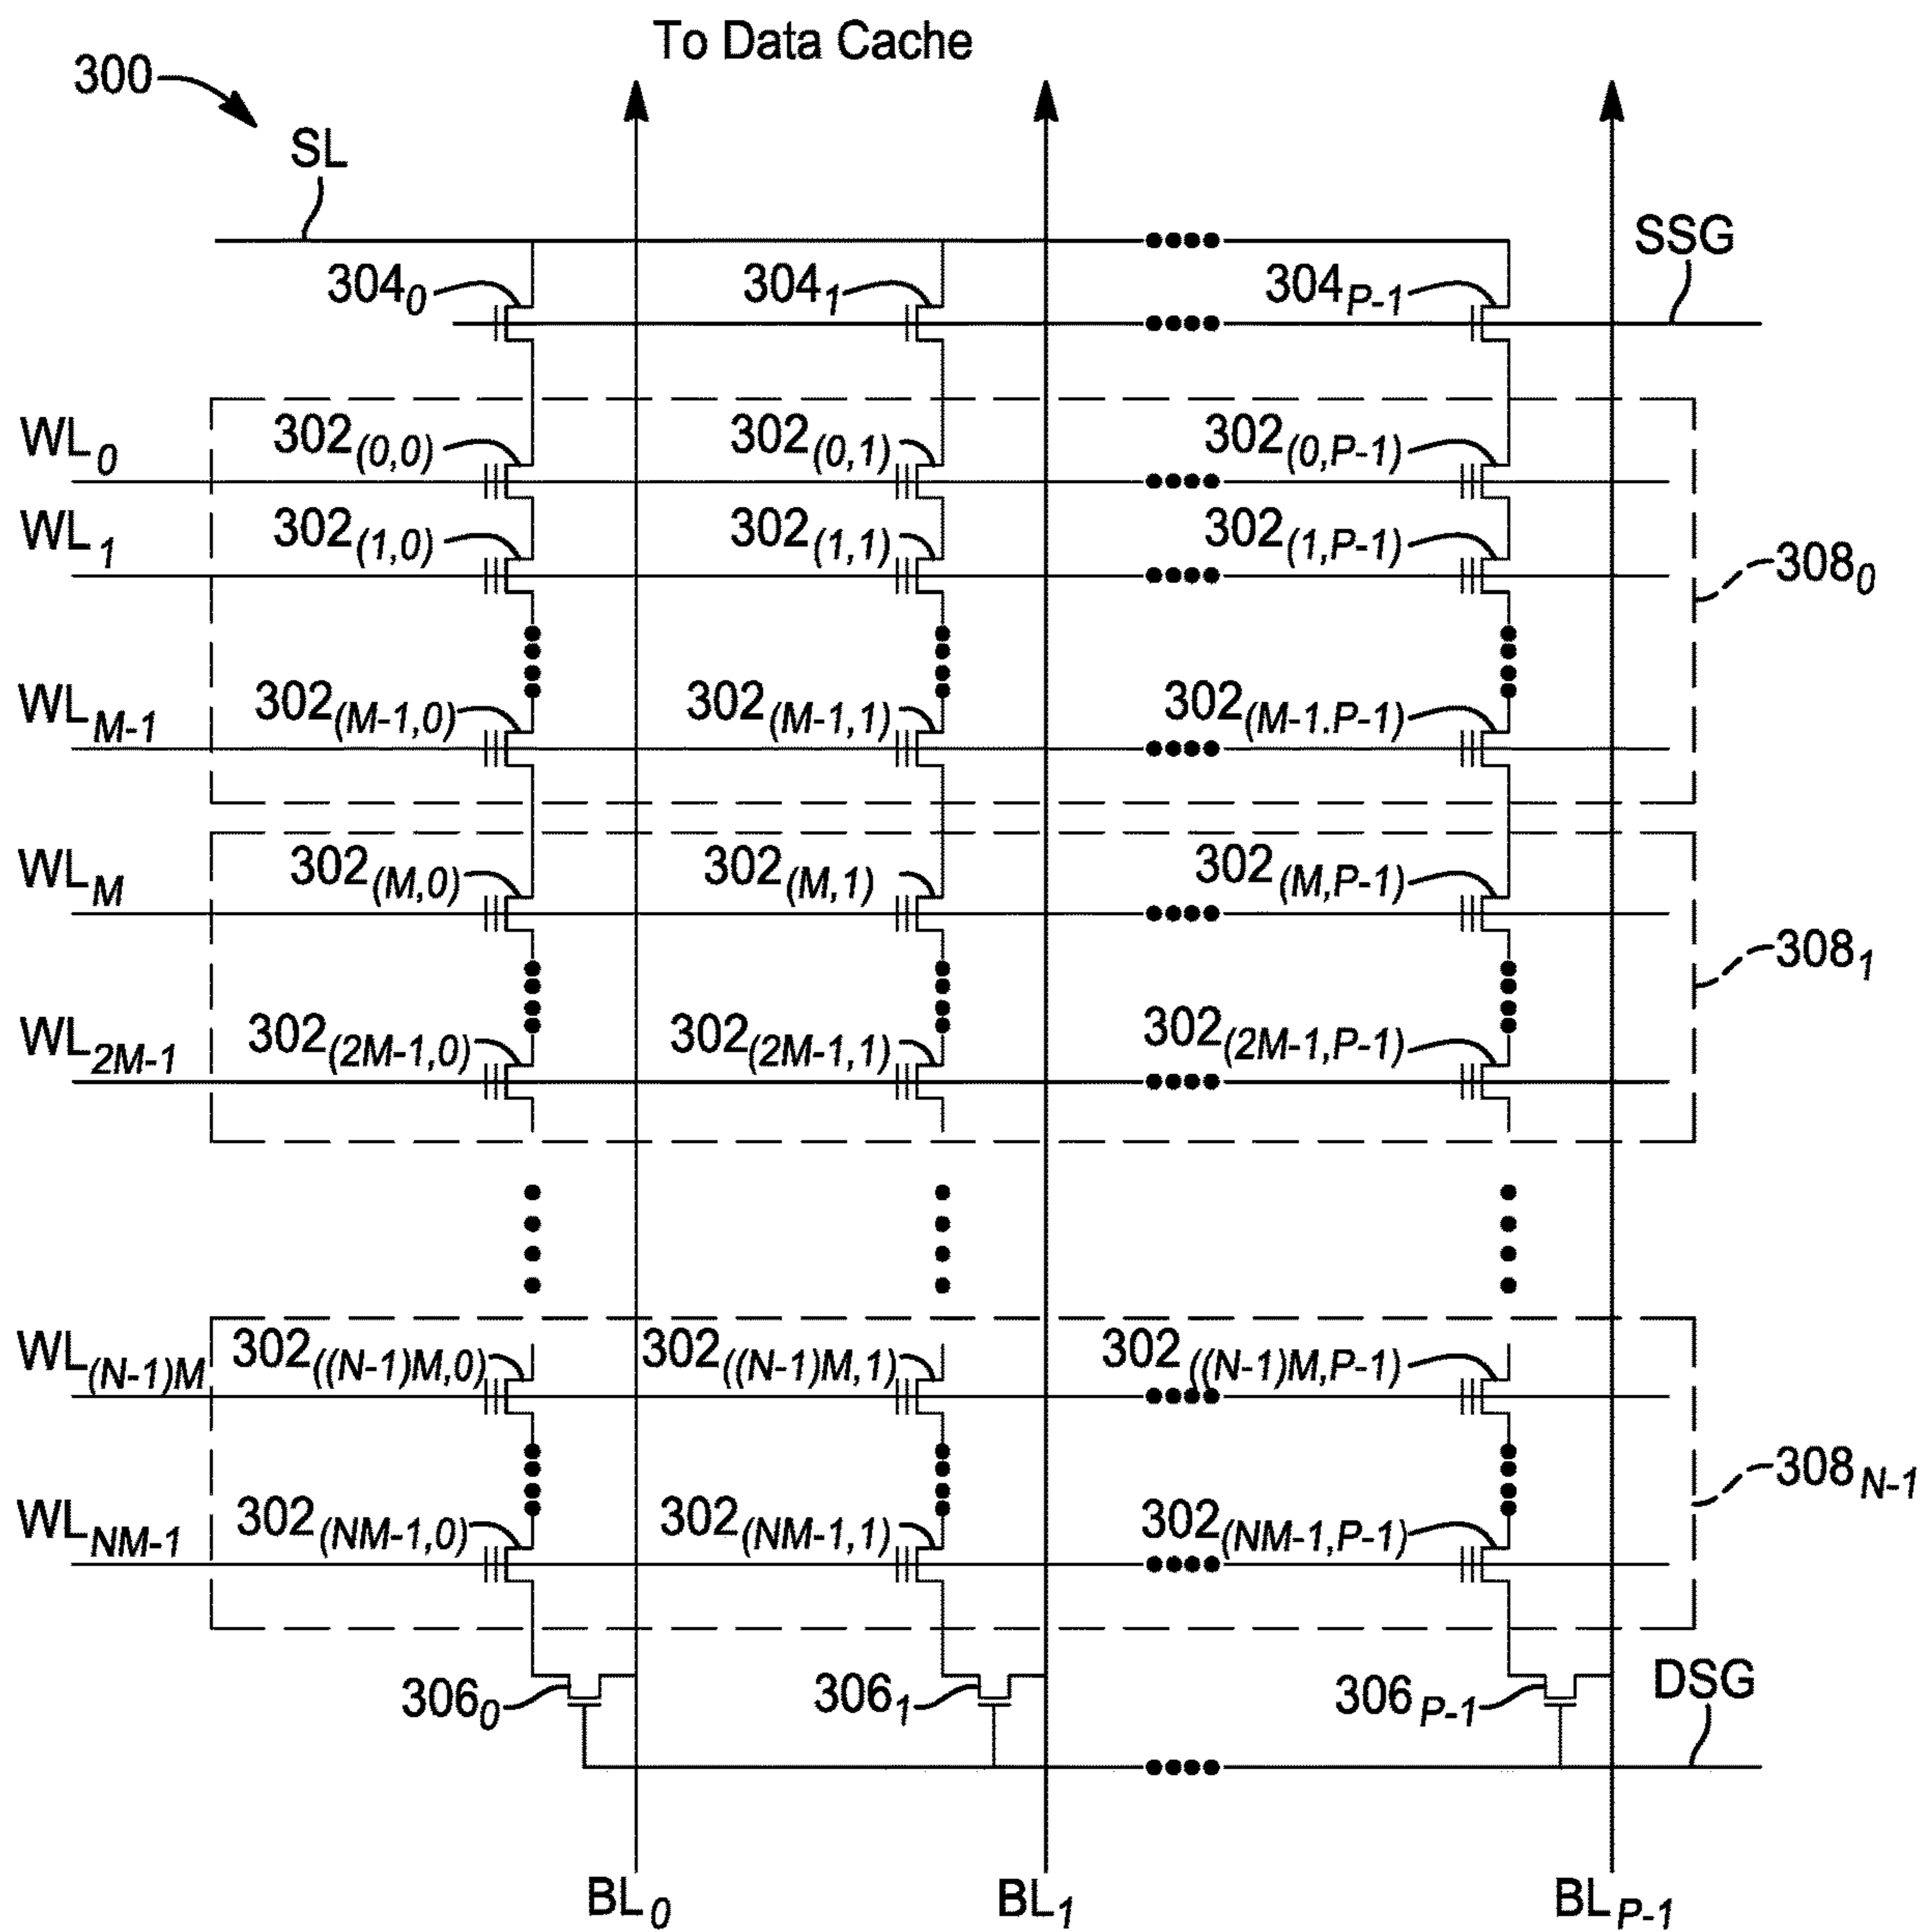 To Data Cache
300
SL
SSG
304₀ 304₁ 304P-1
WL₀ 302(0,0) 302(0,1) 302(0,P-1)
WL₁ 302(1,0) 302(1,1) 302(1,P-1)
308₀
WLM-1 302(M-1,0) 302(M-1,1) 302(M-1.P-1)
WLM 302(M,0) 302(M,1) 302(M,P-1)
308₁
WL2M-1 302(2M-1,0) 302(2M-1,1) 302(2M-1,P-1)
WL(N-1)M 302((N-1)M,0) 302((N-1)M,1) 302((N-1)M,P-1)
308N-1
WLNM-1 302(NM-1,0) 302(NM-1,1) 302(NM-1,P-1)
306₀ 306₁ 306P-1 DSG
BL₀ BL₁ BLP-1